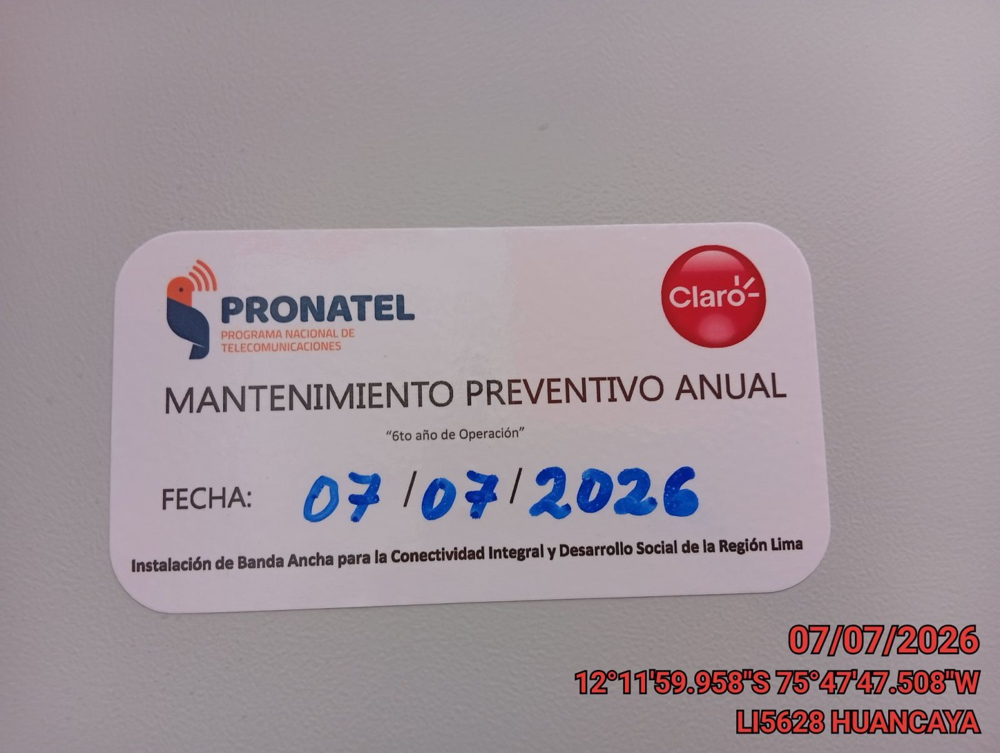 PRONATEL
PROGRAMA NACIONAL DE
TELECOMUNICACIONES
Claro
MANTENIMIENTO PREVENTIVO ANUAL
“6to año de Operación”
FECHA: 07/07/2026
Instalación de Banda Ancha para la Conectividad Integral y Desarrollo Social de la Región Lima
07/07/2026
12°11'59.958"S 75°47'47.508"W
LI5628 HUANCAYA